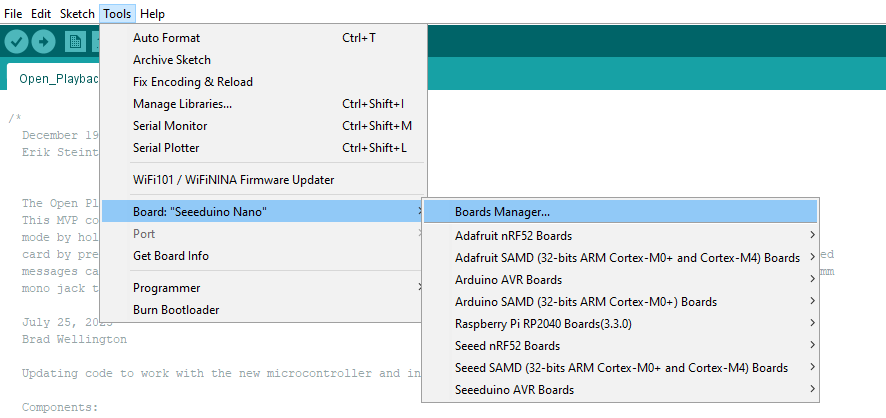 File Edit Sketch Tools Help
Auto Format Ctrl+T
Archive Sketch
Fix Encoding & Reload
Manage Libraries... Ctrl+Shift+I
Serial Monitor Ctrl+Shift+M
Serial Plotter Ctrl+Shift+L
WiFi101 / WiFiNINA Firmware Updater
Board: "Seeeduino Nano"
Port
Get Board Info
Programmer
Burn Bootloader
Boards Manager...
Adafruit nRF52 Boards
Adafruit SAMD (32-bits ARM Cortex-M0+ and Cortex-M4) Boards
Arduino AVR Boards
Arduino SAMD (32-bits ARM Cortex-M0+) Boards
Raspberry Pi RP2040 Boards(3.3.0)
Seeed nRF52 Boards
Seeed SAMD (32-bits ARM Cortex-M0+ and Cortex-M4) Boards
Seeeduino AVR Boards
Open_Playbac
/*
December 19
Erik Steint
The Open Pl
This MVP co
mode by hol
card by pre ed
messages ca mm
mono jack t
July 25, 202
Brad Wellington
Updating code to work with the new microcontroller and in
Components: